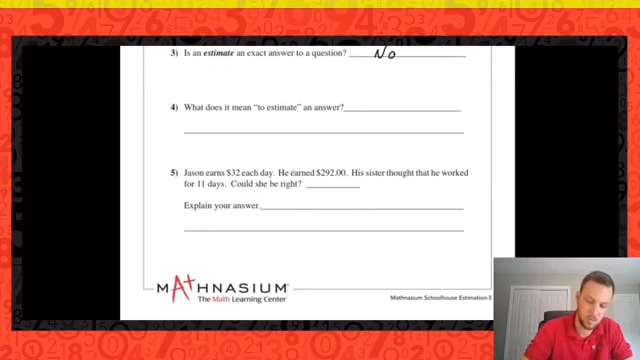 3) Is an estimate an exact answer to a question? No
4) What does it mean "to estimate" an answer?
5) Jason earns $32 each day. He earned $292.00. His sister thought that he worked
for 11 days. Could she be right?
Explain your answer.
MATHNASIUM
The Math Learning Center
Mathnasium Schoolhouse Estimation-5